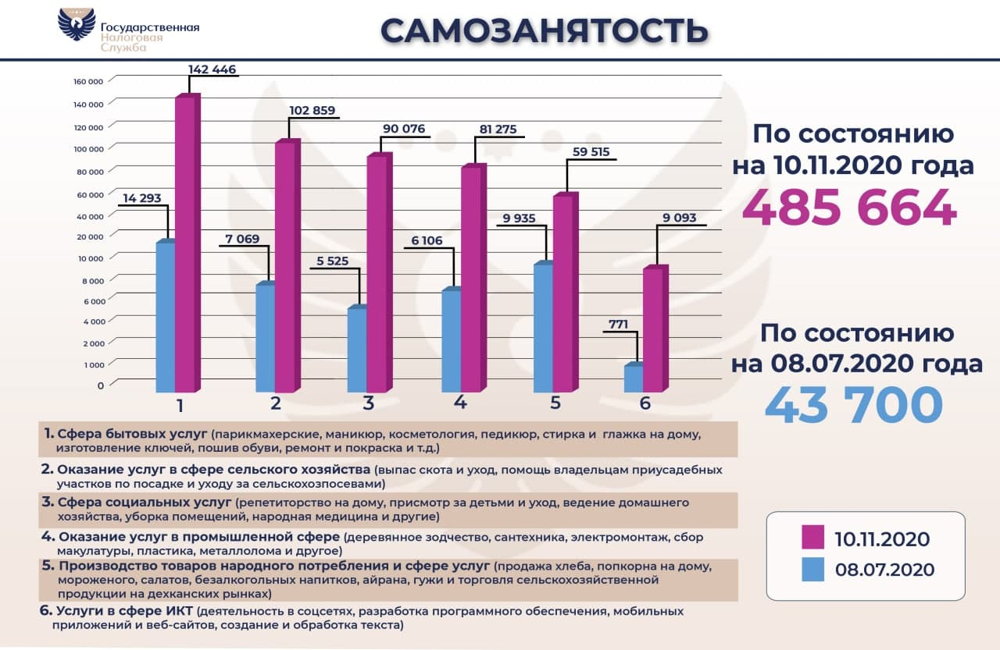 Государственная
Налоговая
Служба
САМОЗАНЯТОСТЬ
160 000
140 000
120 000
100 000
80 000
60 000
40 000
20 000
10 000
8 000
6 000
4 000
2 000
1 000
0
142 446
102 859
90 076
81 275
59 515
9 093
14 293
7 069
5 525
6 106
9 935
771
1
2
3
4
5
6
По состоянию
на 10.11.2020 года
485 664
По состоянию
на 08.07.2020 года
43 700
1. Сфера бытовых услуг (парикмахерские, маникюр, косметология, педикюр, стирка и глажка на дому,
изготовление ключей, пошив обуви, ремонт и покраска и т.д.)
2. Оказание услуг в сфере сельского хозяйства (выпас скота и уход, помощь владельцам приусадебных
участков по посадке и уходу за сельскохозпосевами)
3. Сфера социальных услуг (репетиторство на дому, присмотр за детьми и уход, ведение домашнего
хозяйства, уборка помещений, народная медицина и другие)
4. Оказание услуг в промышленной сфере (деревянное зодчество, сантехника, электромонтаж, сбор
макулатуры, пластика, металлолома и другое)
5. Производство товаров народного потребления и сфере услуг (продажа хлеба, попкорна на дому,
мороженого, салатов, безалкогольных напитков, айрана, гужи и торговля сельскохозяйственной
продукции на дехканских рынках)
6. Услуги в сфере ИКТ (деятельность в соцсетях, разработка программного обеспечения, мобильных
приложений и веб-сайтов, создание и обработка текста)
10.11.2020
08.07.2020